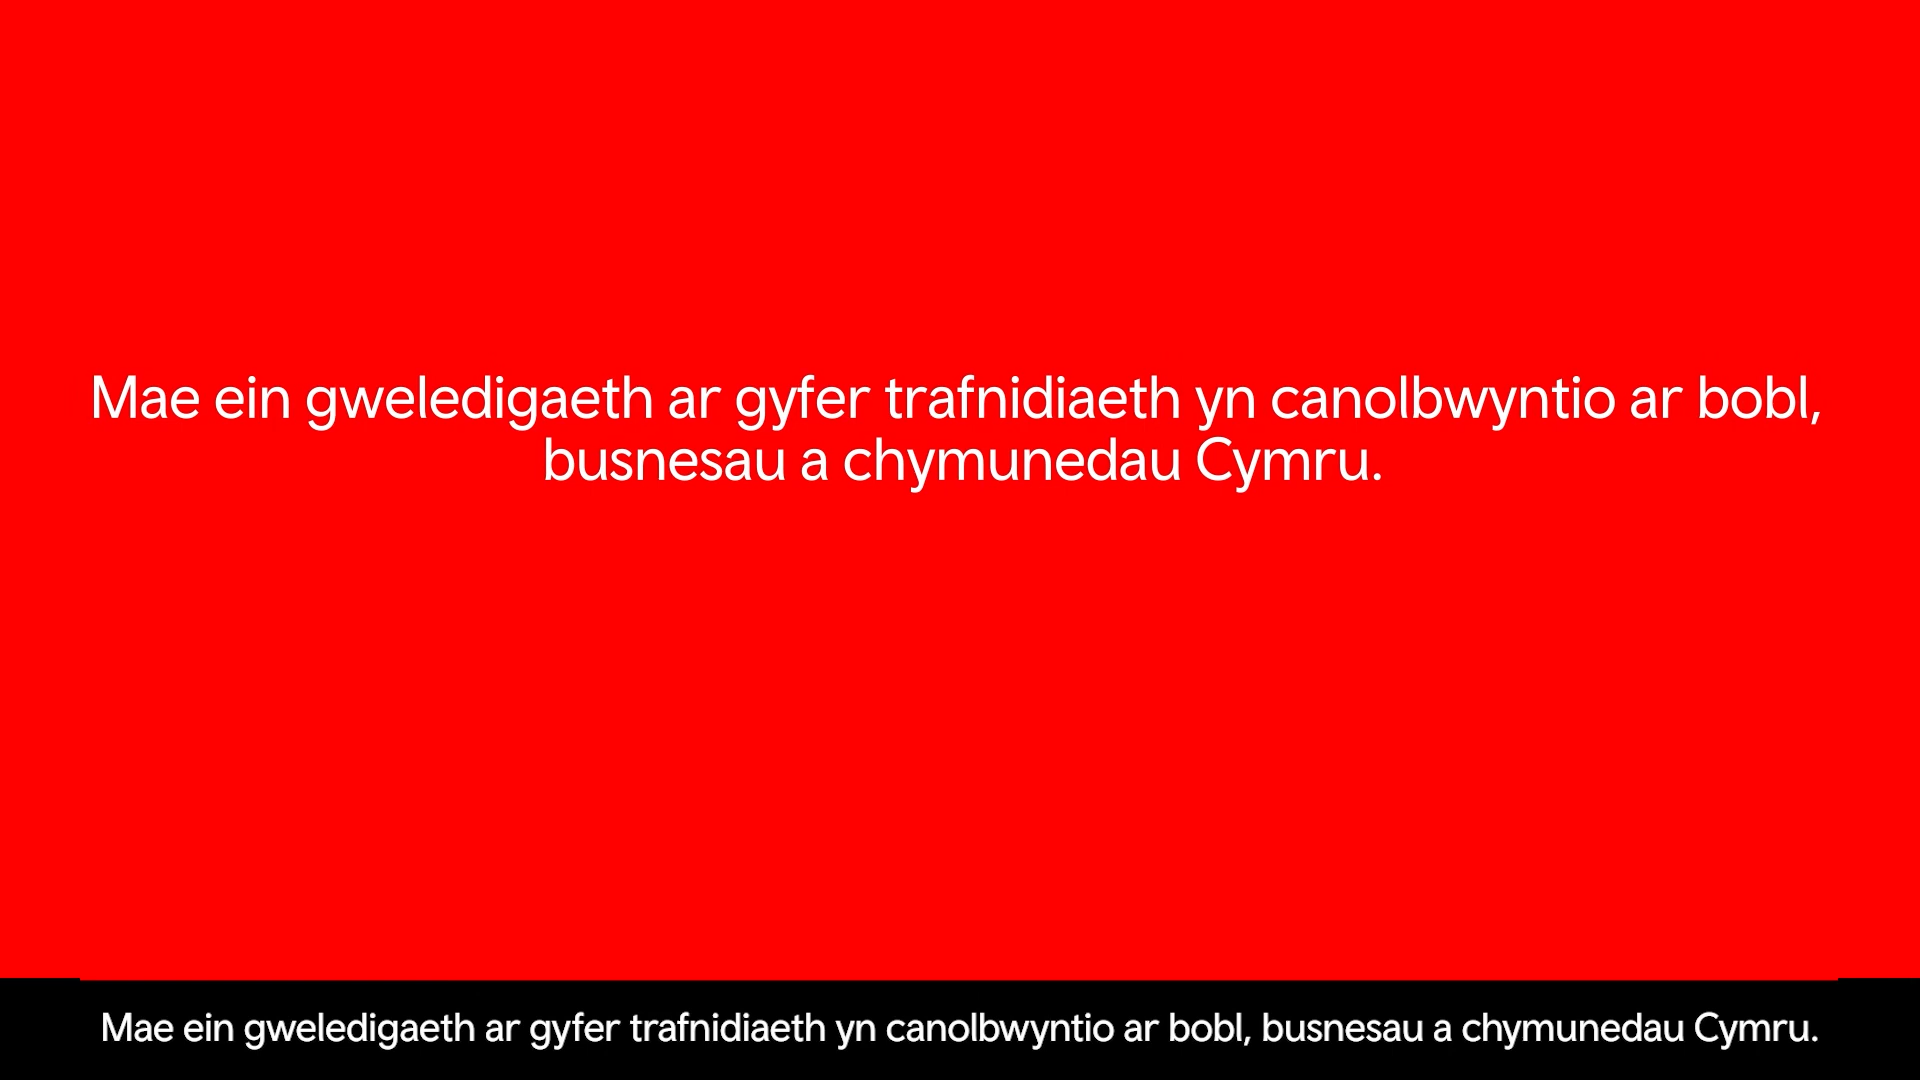 Mae ein gweledigaeth ar gyfer trafnidiaeth yn canolbwyntio ar bobl,
busnesau a chymunedau Cymru.
Mae ein gweledigaeth ar gyfer trafnidiaeth yn canolbwyntio ar bobl, busnesau a chymunedau Cymru.